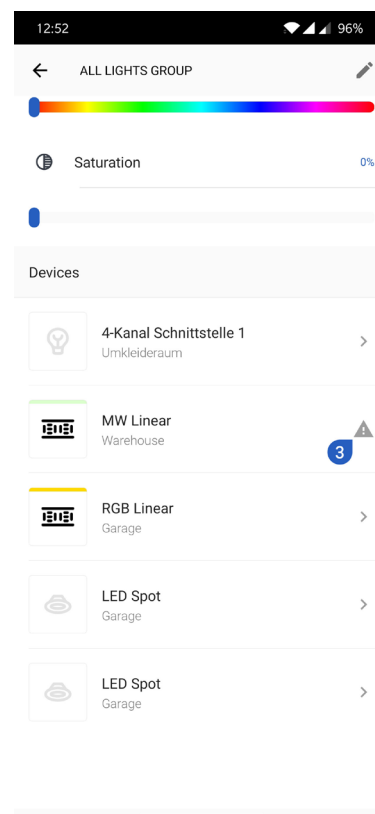 12:52
96%
ALL LIGHTS GROUP
Saturation
0%
Devices
4-Kanal Schnittstelle 1
Umkleideraum
MW Linear
Warehouse
3
RGB Linear
Garage
LED Spot
Garage
LED Spot
Garage